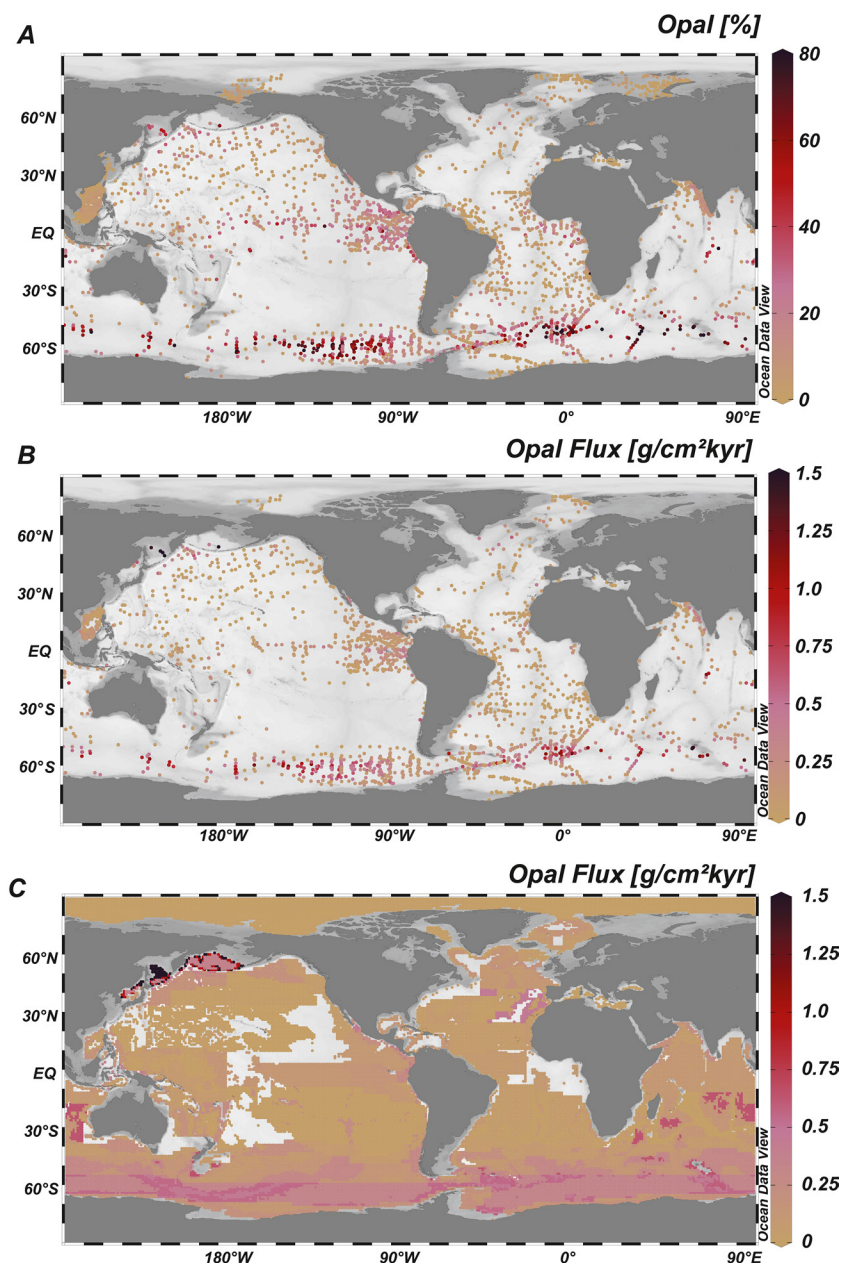 A
Opal [%]
80
60
40
20
0
60°N
30°N
EQ
30°S
60°S
180°W
90°W
0°
90°E
Ocean Data View
B
Opal Flux [g/cm²kyr]
1.5
1.25
1.0
0.75
0.5
0.25
0
60°N
30°N
EQ
30°S
60°S
180°W
90°W
0°
90°E
Ocean Data View
C
Opal Flux [g/cm²kyr]
1.5
1.25
1.0
0.75
0.5
0.25
0
60°N
30°N
EQ
30°S
60°S
180°W
90°W
0°
90°E
Ocean Data View